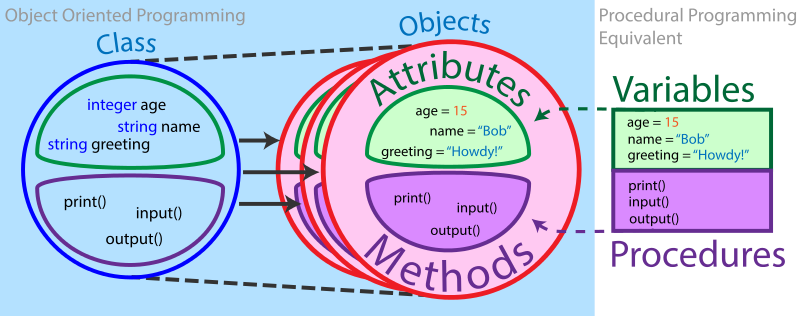 Object Oriented Programming
Class
integer age
string name
string greeting
print()
input()
output()
Objects
Attributes
age = 15
name = "Bob"
greeting = "Howdy!"
print()
input()
output()
Methods
Procedural Programming
Equivalent
Variables
age = 15
name = "Bob"
greeting = "Howdy!"
print()
input()
output()
Procedures